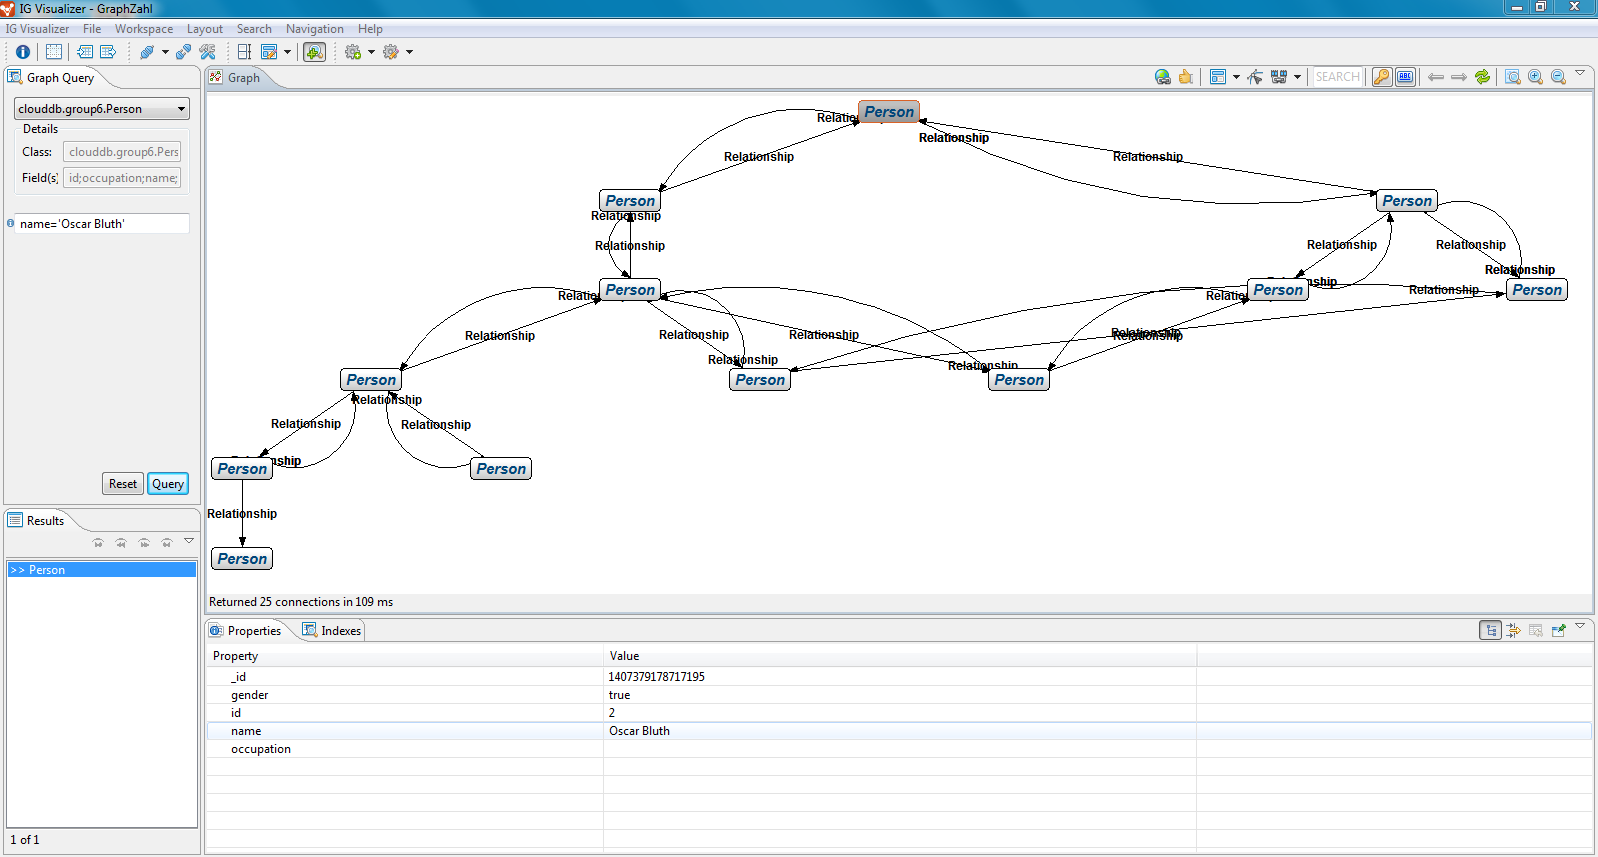 IG Visualizer - GraphZahl
IG Visualizer File Workspace Layout Search Navigation Help
Graph Query
clouddb.group6.Person
Details
Class: clouddb.group6.Pers
Field(s) id;occupation;name;
name='Oscar Bluth'
Reset Query
Results
>> Person
1 of 1
Graph
SEARCH
ABC
Person
Relatio
Relationship
Relationship
Relationship
Relationship
Person
Person
Relationship
Relationship
Relationship
Relationship
Relationship
Person
Relatio
Person
Relatio
nship
Relationship
Person
Relationship
Relationship
Relationship
Relationship
Relationship
Relationship
Relationship
Person
Person
Person
Relationship
Relationship
Relationship
Person
nship
Person
Relationship
Person
Returned 25 connections in 109 ms
Properties Indexes
Property Value
_id 1407379178717195
gender true
id 2
name Oscar Bluth
occupation